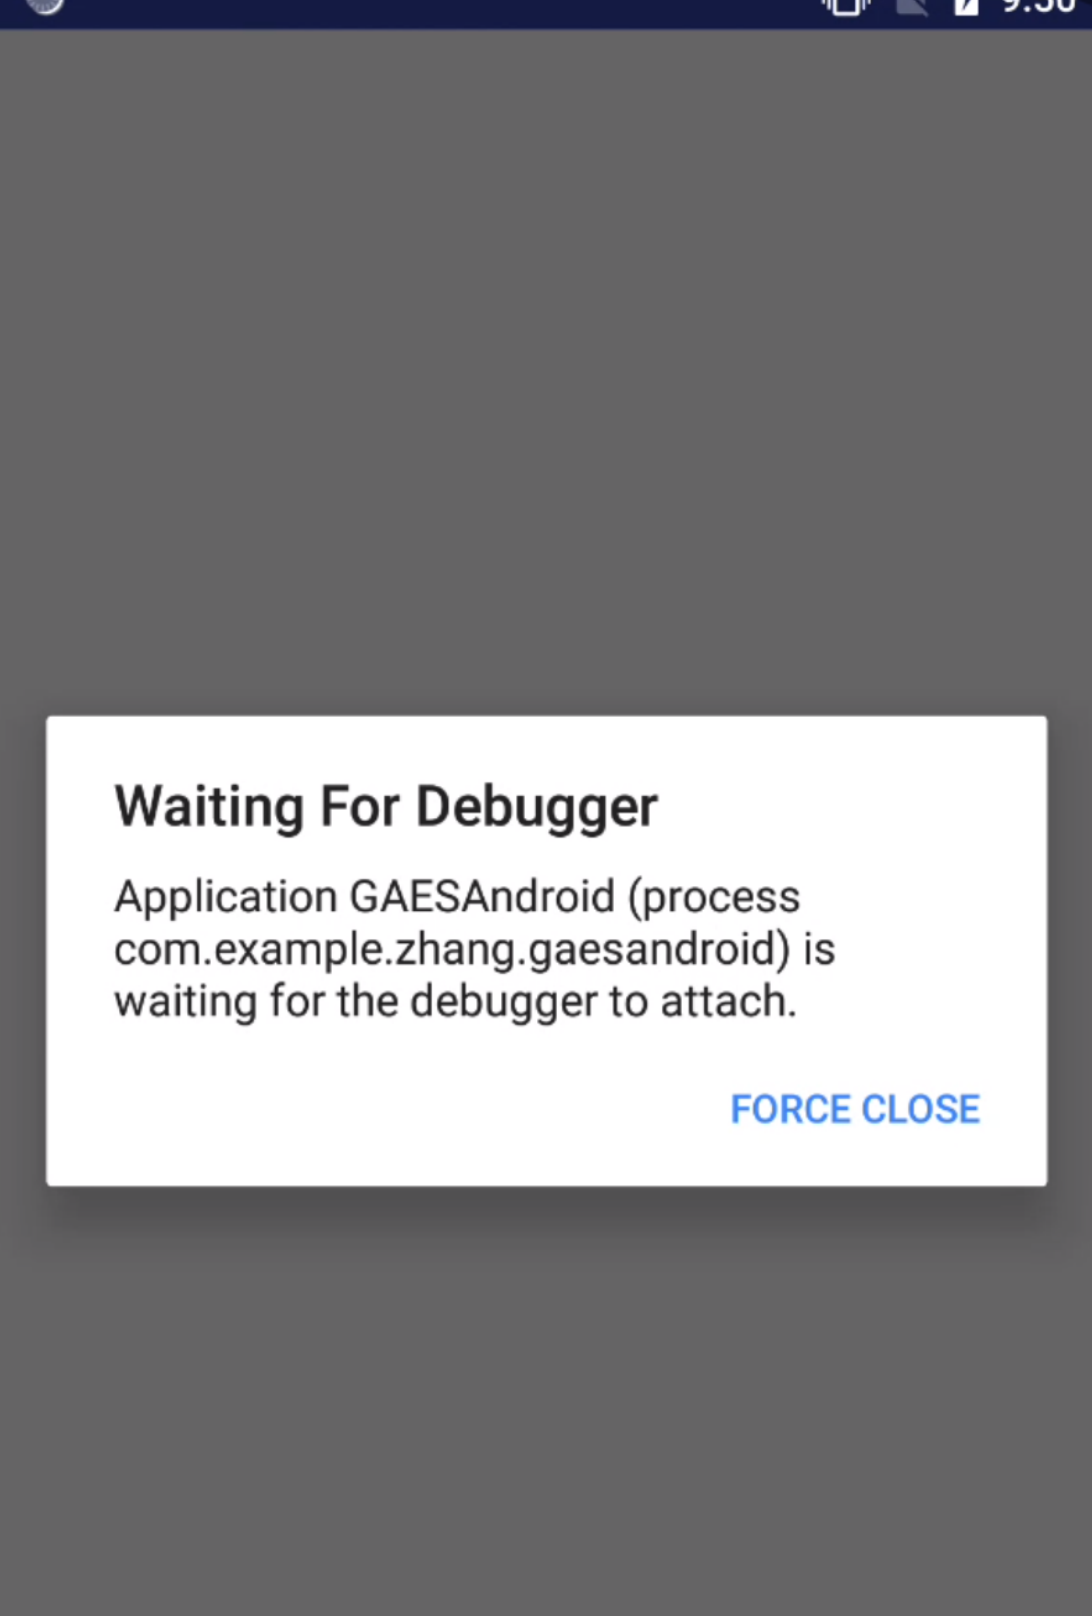 Waiting For Debugger
Application GAESAndroid (process
com.example.zhang.gaesandroid) is
waiting for the debugger to attach.
FORCE CLOSE